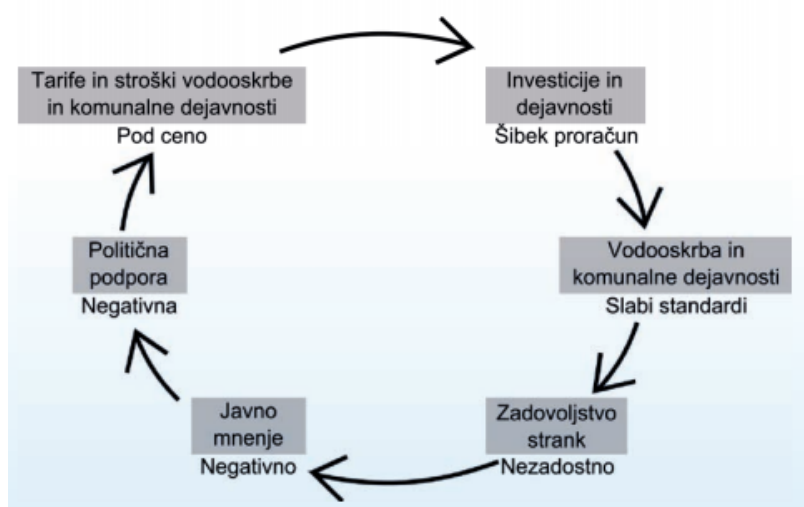 Tarife in stroški vodooskrbe
in komunalne dejavnosti
Pod ceno
Investicije in
dejavnosti
Šibek proračun
Vodooskrba in
komunalne dejavnosti
Slabi standardi
Zadovoljstvo
strank
Nezadostno
Javno
mnenje
Negativno
Politična
podpora
Negativna